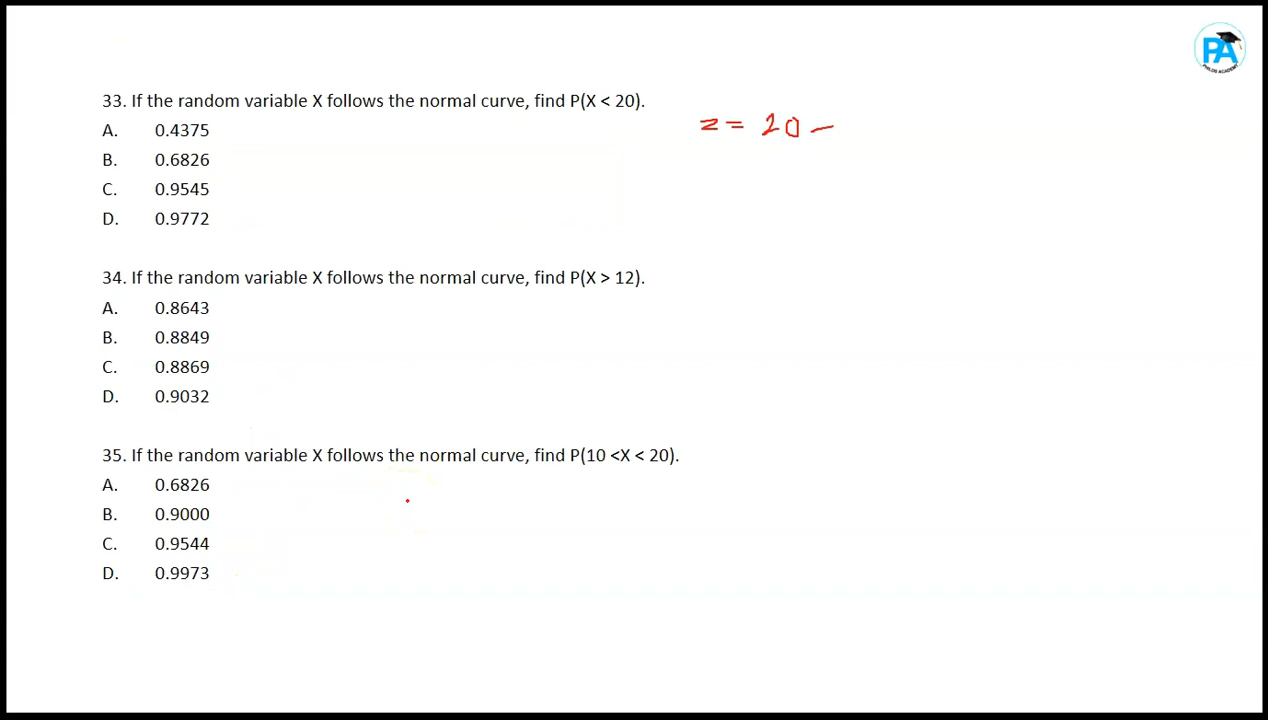 PA
PHILOS ACADEMY
33. If the random variable X follows the normal curve, find P(X < 20).
z = 20 –
A. 0.4375
B. 0.6826
C. 0.9545
D. 0.9772
34. If the random variable X follows the normal curve, find P(X > 12).
A. 0.8643
B. 0.8849
C. 0.8869
D. 0.9032
35. If the random variable X follows the normal curve, find P(10 <X < 20).
A. 0.6826
B. 0.9000
C. 0.9544
D. 0.9973